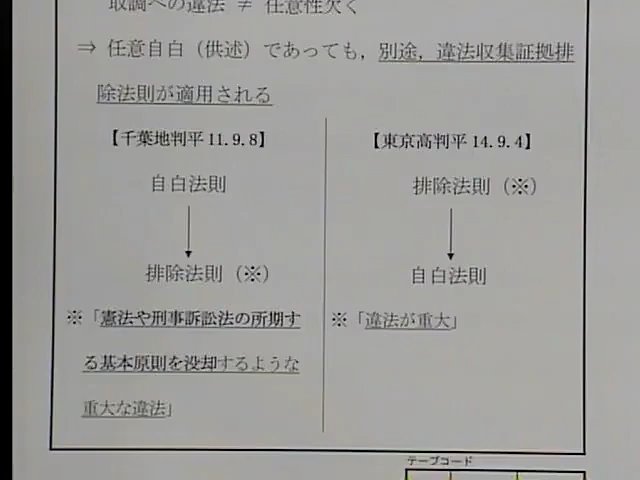 取調べの違法 ≠ 任意性欠く
⇒ 任意自白（供述）であっても，別途，違法収集証拠排
除法則が適用される
【千葉地判平 11.9.8】
自白法則
↓
排除法則（※）
※「憲法や刑事訴訟法の所期す
る基本原則を没却するような
重大な違法」
【東京高判平 14.9.4】
排除法則（※）
↓
自白法則
※「違法が重大」
テープコード